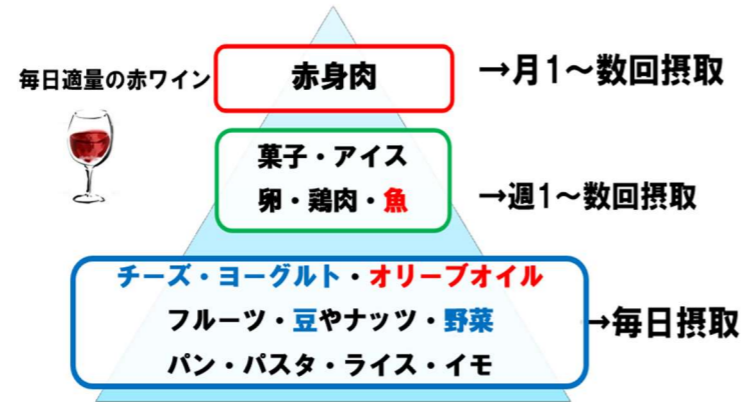 毎日適量の赤ワイン
赤身肉
→月1〜数回摂取
菓子・アイス
卵・鶏肉・魚
→週1〜数回摂取
チーズ・ヨーグルト・オリーブオイル
フルーツ・豆やナッツ・野菜
パン・パスタ・ライス・イモ
→毎日摂取